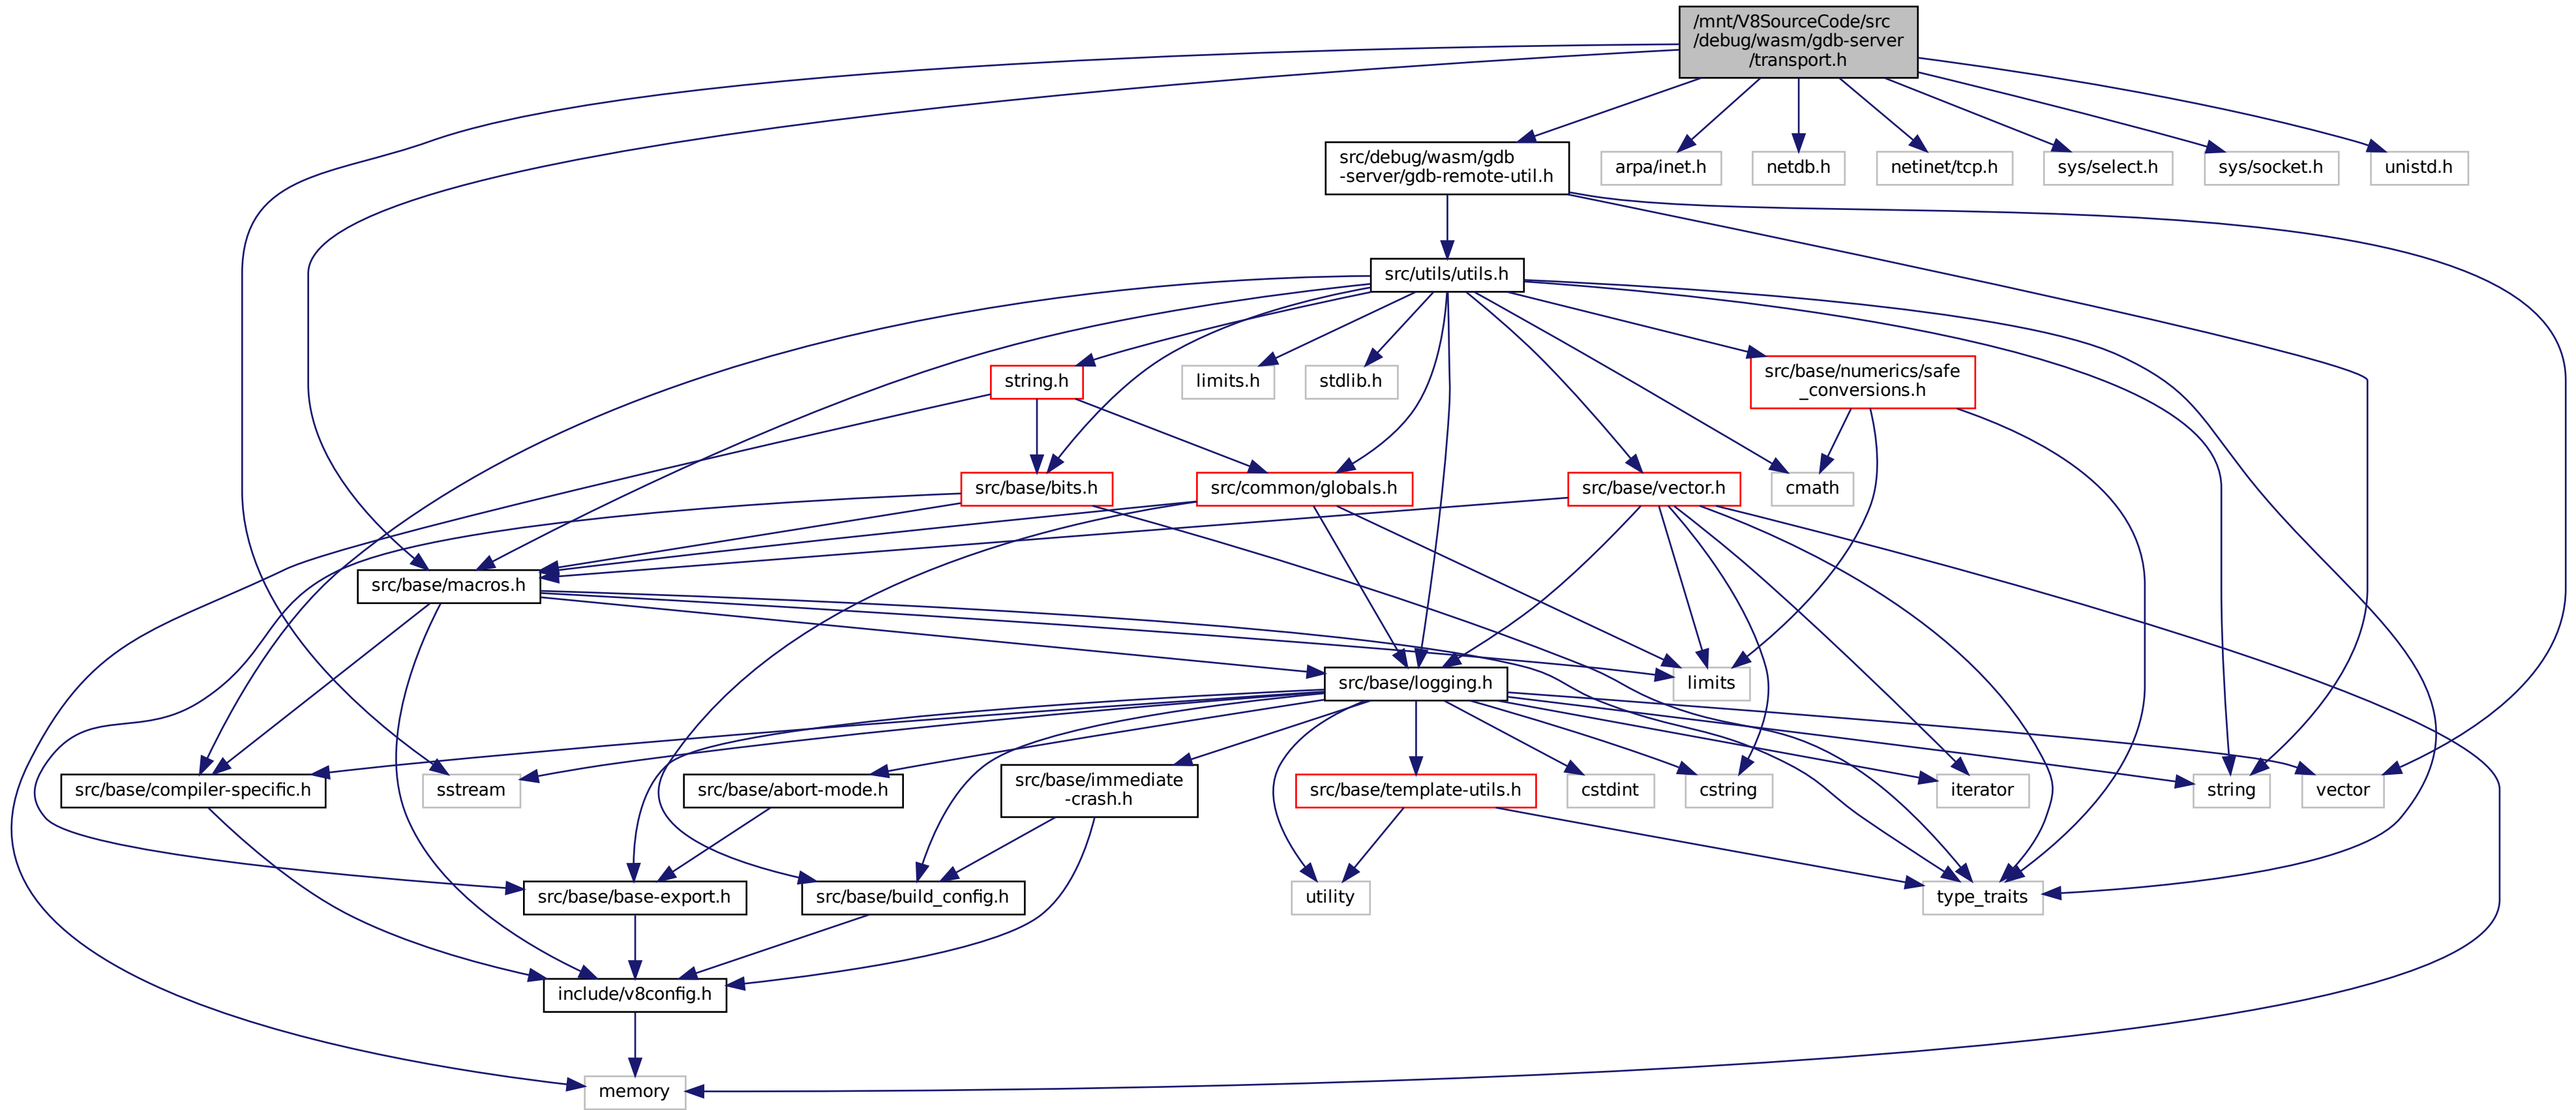 /mnt/V8SourceCode/src
/debug/wasm/gdb-server
/transport.h
src/debug/wasm/gdb
-server/gdb-remote-util.h
arpa/inet.h
netdb.h
netinet/tcp.h
sys/select.h
sys/socket.h
unistd.h
src/utils/utils.h
string.h
limits.h
stdlib.h
src/base/numerics/safe
_conversions.h
src/base/bits.h
src/common/globals.h
src/base/vector.h
cmath
src/base/macros.h
src/base/logging.h
limits
src/base/compiler-specific.h
sstream
src/base/abort-mode.h
src/base/immediate
-crash.h
src/base/template-utils.h
cstdint
cstring
iterator
string
vector
src/base/base-export.h
src/base/build_config.h
utility
type_traits
include/v8config.h
memory